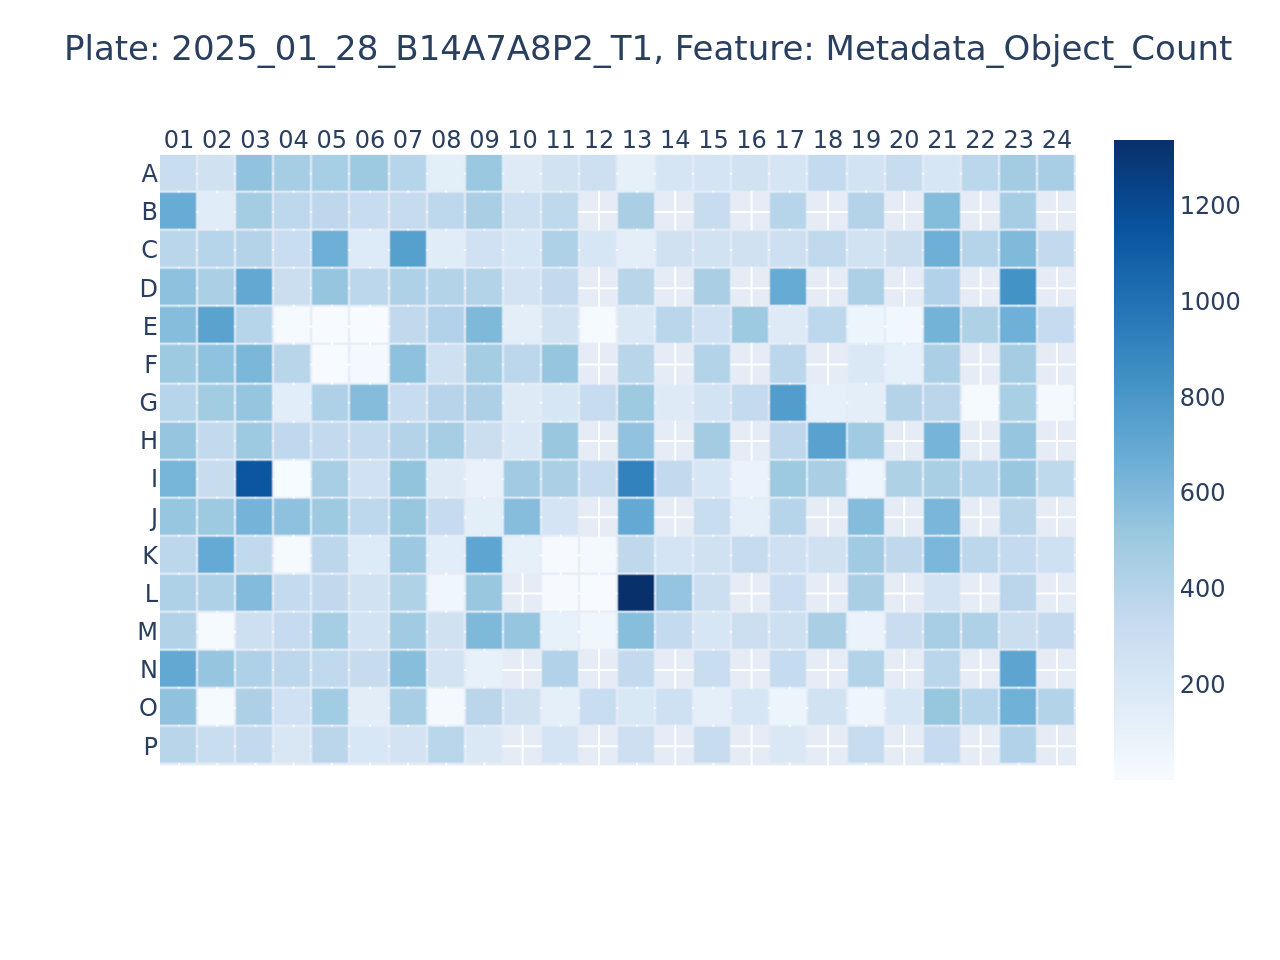 Plate: 2025_01_28_B14A7A8P2_T1, Feature: Metadata_Object_Count
01 02 03 04 05 06 07 08 09 10 11 12 13 14 15 16 17 18 19 20 21 22 23 24
A
B
C
D
E
F
G
H
I
J
K
L
M
N
O
P
1200
1000
800
600
400
200